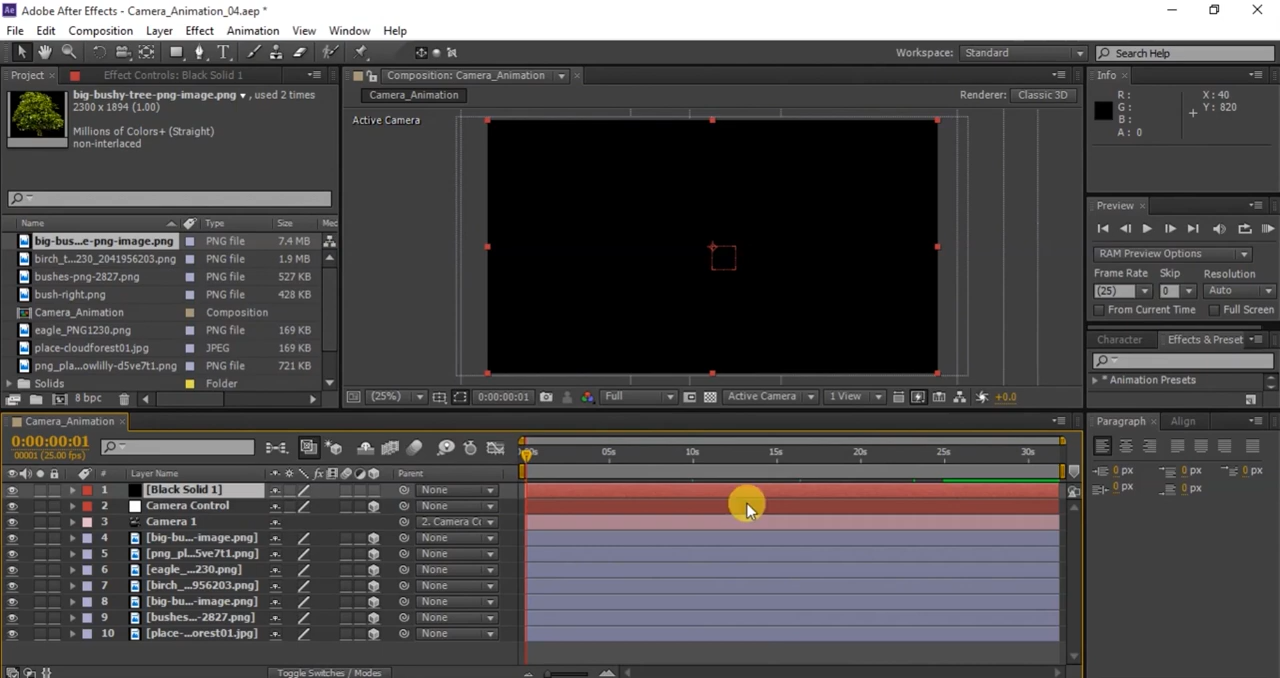 Adobe After Effects - Camera_Animation_04.aep *
File Edit Composition Layer Effect Animation View Window Help
Workspace: Standard
Search Help
Project
Effect Controls: Black Solid 1
big-bushy-tree-png-image.png , used 2 times
2300 x 1894 (1.00)
Millions of Colors+ (Straight)
non-interlaced
Name Type Size Med
big-bus...e-png-image.png PNG file 7.4 MB
birch_t...230_2041956203.png PNG file 1.9 MB
bushes-png-2827.png PNG file 527 KB
bush-right.png PNG file 428 KB
Camera_Animation Composition
eagle_PNG1230.png PNG file 169 KB
place-cloudforest01.jpg JPEG 169 KB
png_pla...owlilly-d5ve7t1.png PNG file 721 KB
Solids Folder
8 bpc
Composition: Camera_Animation
Camera_Animation
Renderer: Classic 3D
Active Camera
(25%) 0:00:00:01 Full Active Camera 1 View +0.0
Info
R :
G :
B :
A : 0
X : 40
Y : 820
Preview
RAM Preview Options
Frame Rate Skip Resolution
(25) 0 Auto
From Current Time Full Screen
Character Effects & Preset
* Animation Presets
Camera_Animation
0:00:00:01
00001 (25.00 fps)
05s 10s 15s 20s 25s 30s
# Layer Name Parent
1 [Black Solid 1] None
2 Camera Control None
3 Camera 1 2. Camera Cc
4 [big-bu...-image.png] None
5 [png_pl...5ve7t1.png] None
6 [eagle_...230.png] None
7 [birch_...956203.png] None
8 [big-bu...-image.png] None
9 [bushes...-2827.png] None
10 [place-...orest01.jpg] None
Toggle Switches / Modes
Paragraph Align
0 px 0 px 0 px
0 px 0 px